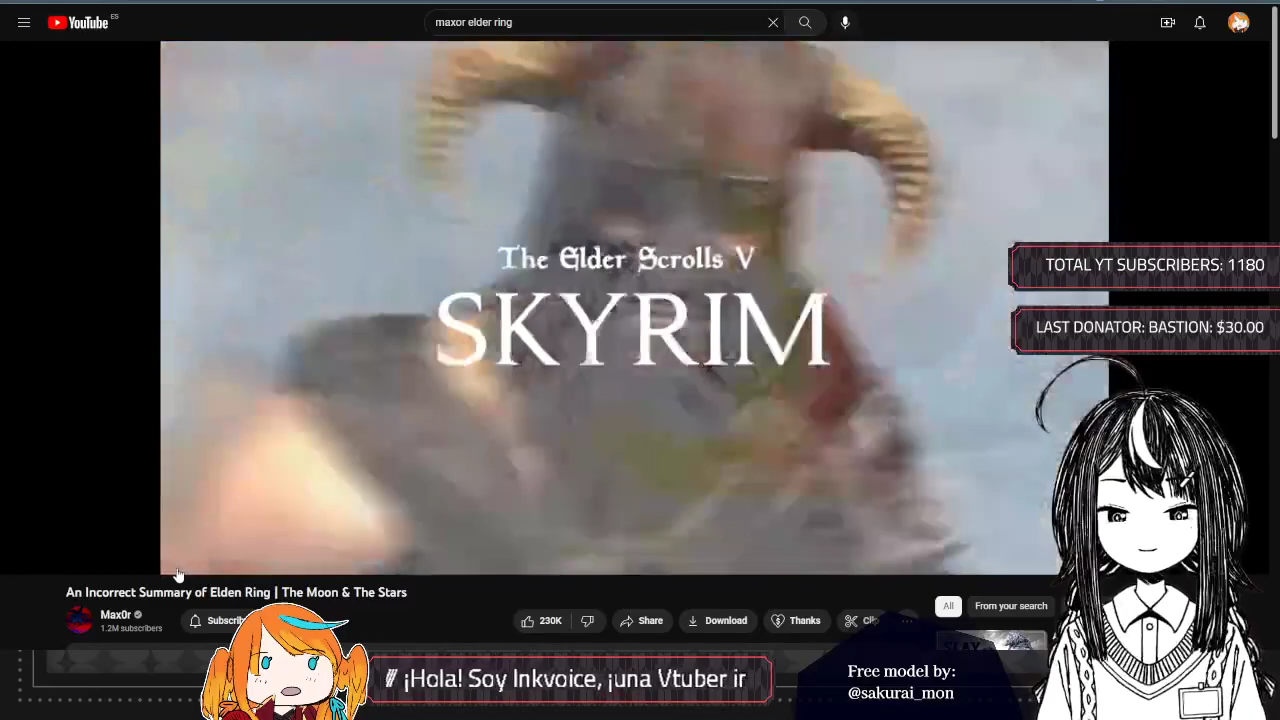 YouTube ES
maxor elder ring
The Elder Scrolls V
SKYRIM
TOTAL YT SUBSCRIBERS: 1180
LAST DONATOR: BASTION: $30.00
An Incorrect Summary of Elden Ring | The Moon & The Stars
Max0r
1.2M subscribers
230K
Share
Download
Thanks
All
From your search
¡Hola! Soy Inkvoice, ¡una Vtuber ir
Free model by:
@sakurai_mon